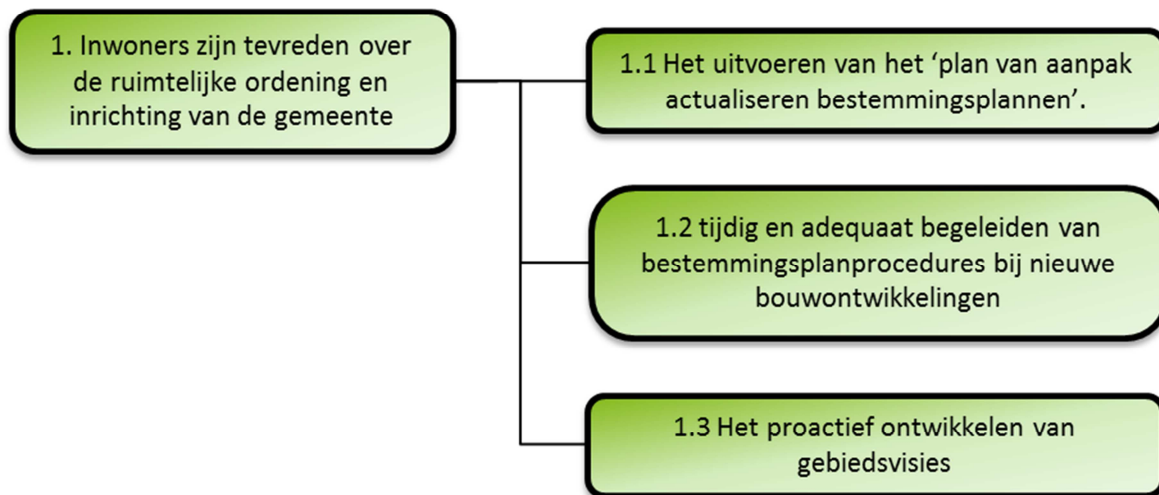 1. Inwoners zijn tevreden over
de ruimtelijke ordening en
inrichting van de gemeente
1.1 Het uitvoeren van het ‘plan van aanpak
actualiseren bestemmingsplannen’.
1.2 tijdig en adequaat begeleiden van
bestemmingsplanprocedures bij nieuwe
bouwontwikkelingen
1.3 Het proactief ontwikkelen van
gebiedsvisies